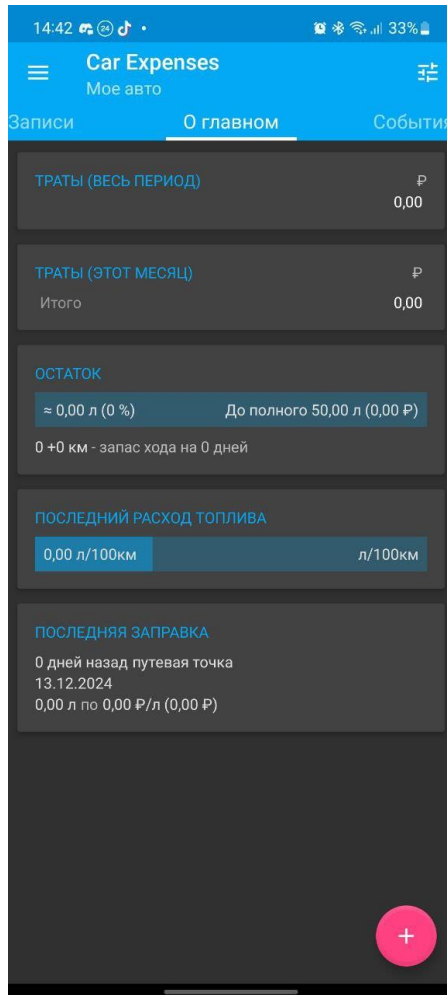 14:42 24
33%
Car Expenses
Мое авто
Записи О главном События
ТРАТЫ (ВЕСЬ ПЕРИОД) ₽
0,00
ТРАТЫ (ЭТОТ МЕСЯЦ) ₽
Итого 0,00
ОСТАТОК
≈ 0,00 л (0 %) До полного 50,00 л (0,00 ₽)
0 +0 км - запас хода на 0 дней
ПОСЛЕДНИЙ РАСХОД ТОПЛИВА
0,00 л/100км л/100км
ПОСЛЕДНЯЯ ЗАПРАВКА
0 дней назад путевая точка
13.12.2024
0,00 л по 0,00 ₽/л (0,00 ₽)
+